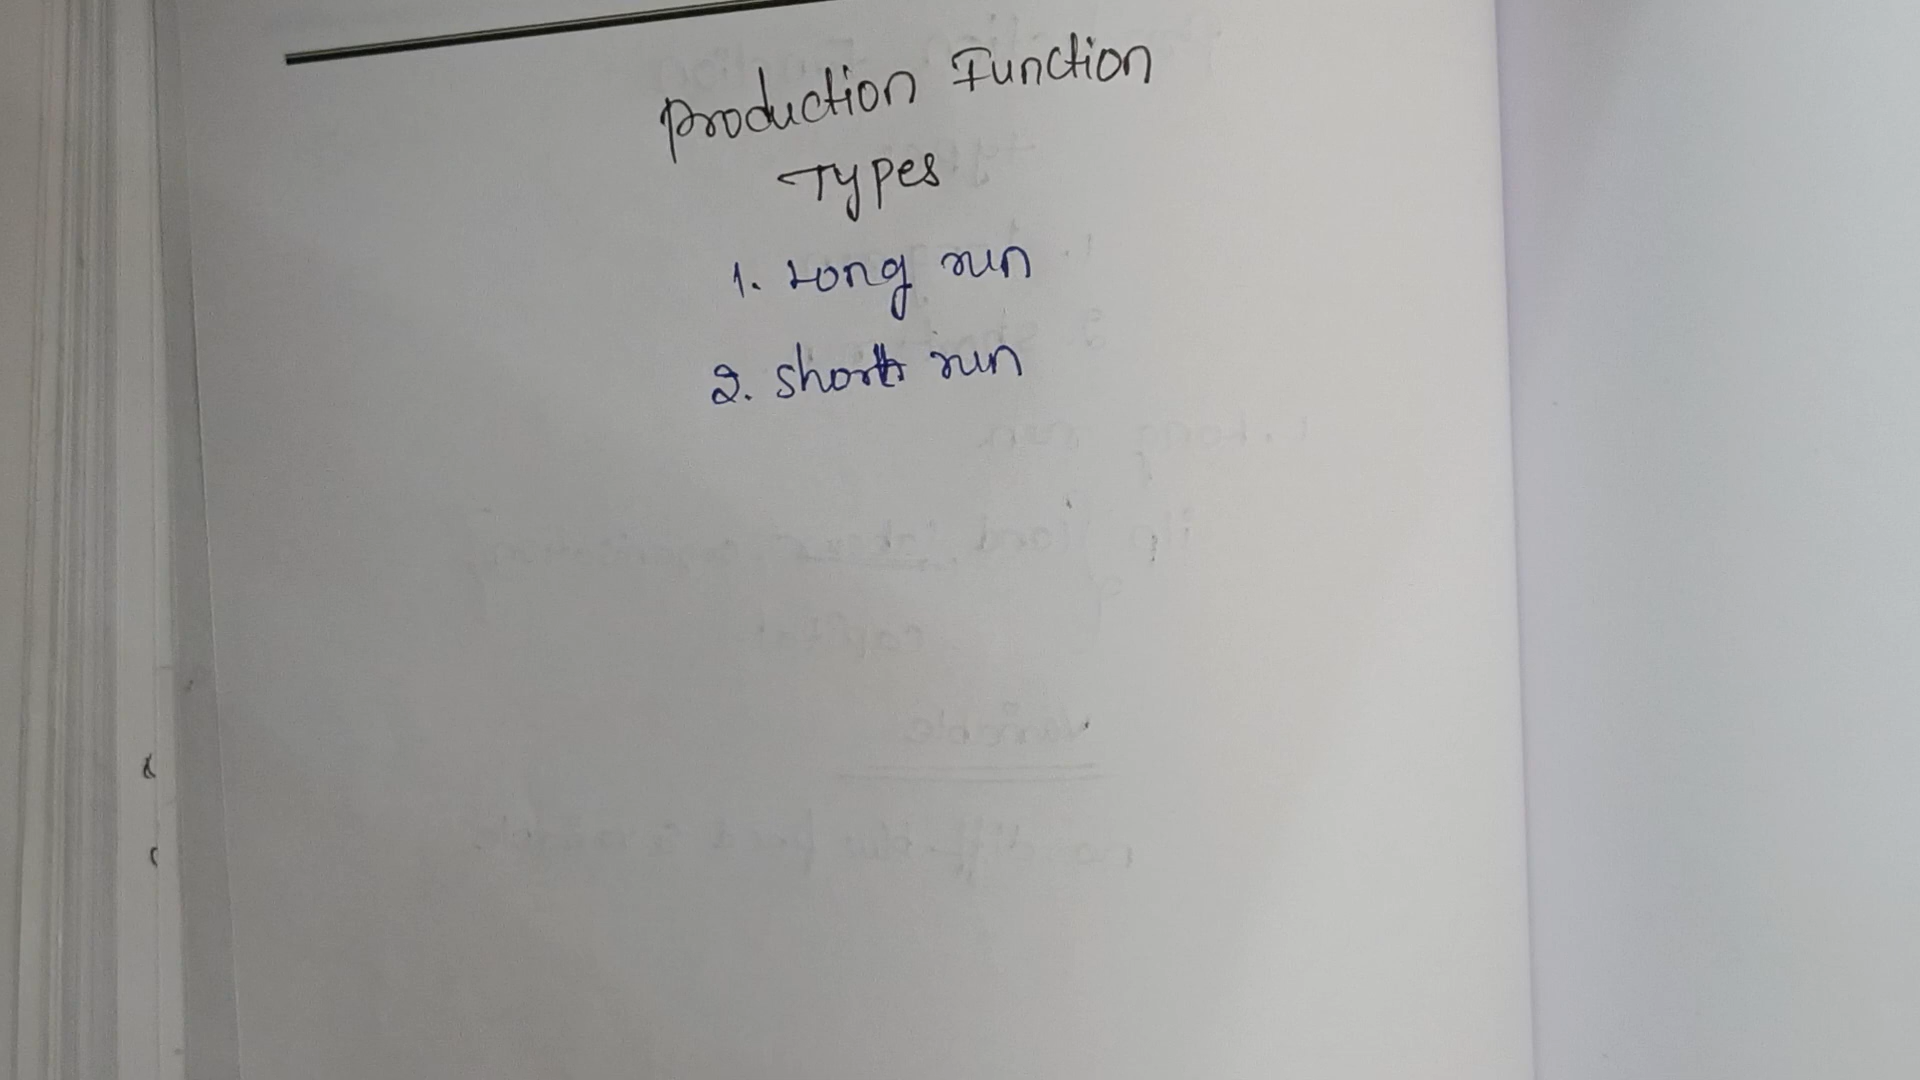 Production Function
Types
1. Long run
2. short run